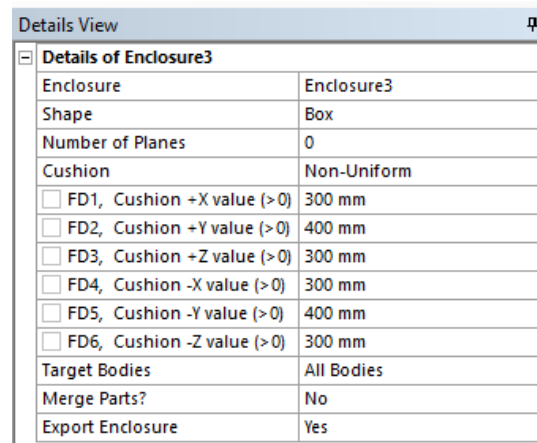 Details View
Details of Enclosure3
Enclosure Enclosure3
Shape Box
Number of Planes 0
Cushion Non-Uniform
FD1, Cushion +X value (>0) 300 mm
FD2, Cushion +Y value (>0) 400 mm
FD3, Cushion +Z value (>0) 300 mm
FD4, Cushion -X value (>0) 300 mm
FD5, Cushion -Y value (>0) 400 mm
FD6, Cushion -Z value (>0) 300 mm
Target Bodies All Bodies
Merge Parts? No
Export Enclosure Yes